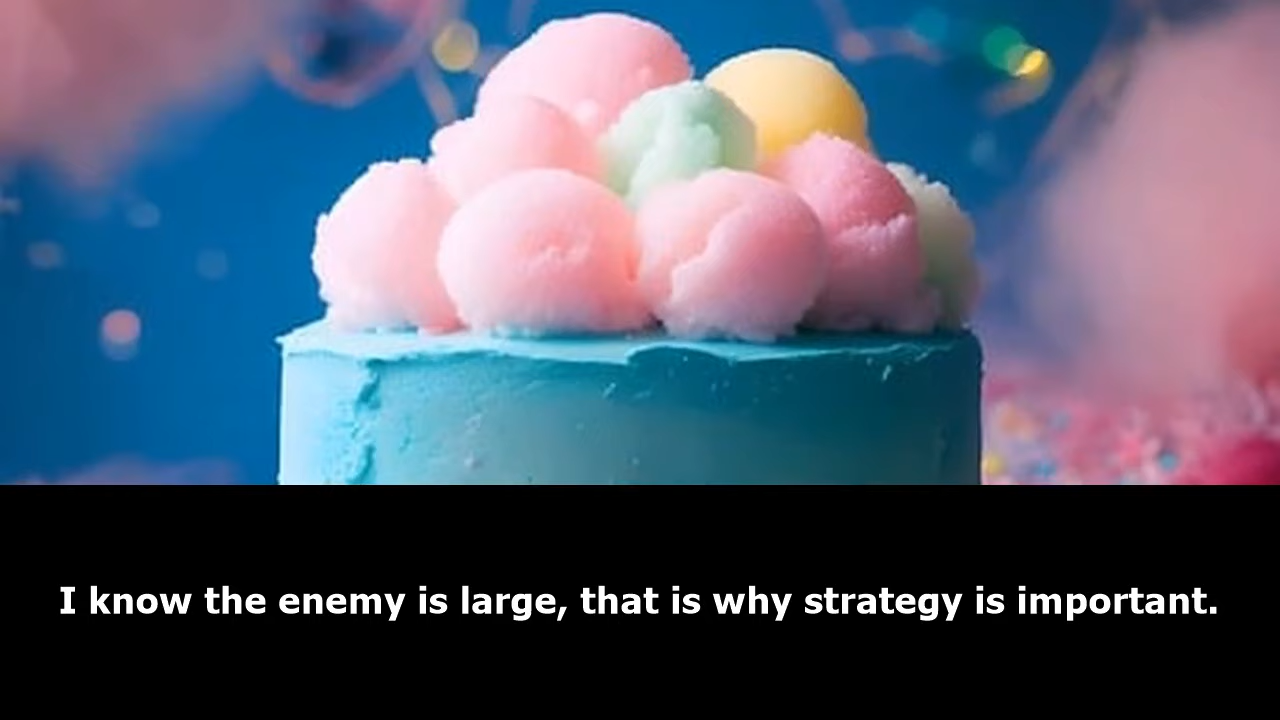 I know the enemy is large, that is why strategy is important.